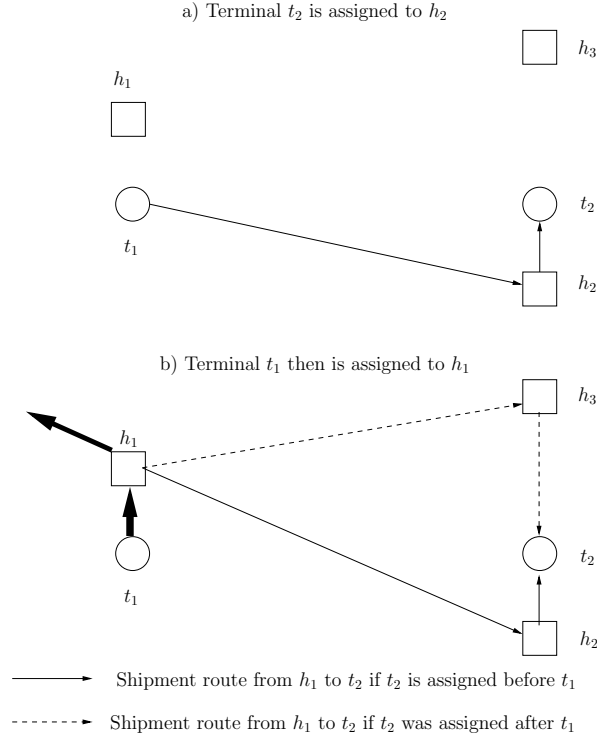 a) Terminal t₂ is assigned to h₂
h₃
h₁
t₂
t₁
h₂
b) Terminal t₁ then is assigned to h₁
h₃
h₁
t₂
t₁
h₂
Shipment route from h₁ to t₂ if t₂ is assigned before t₁
Shipment route from h₁ to t₂ if t₂ was assigned after t₁